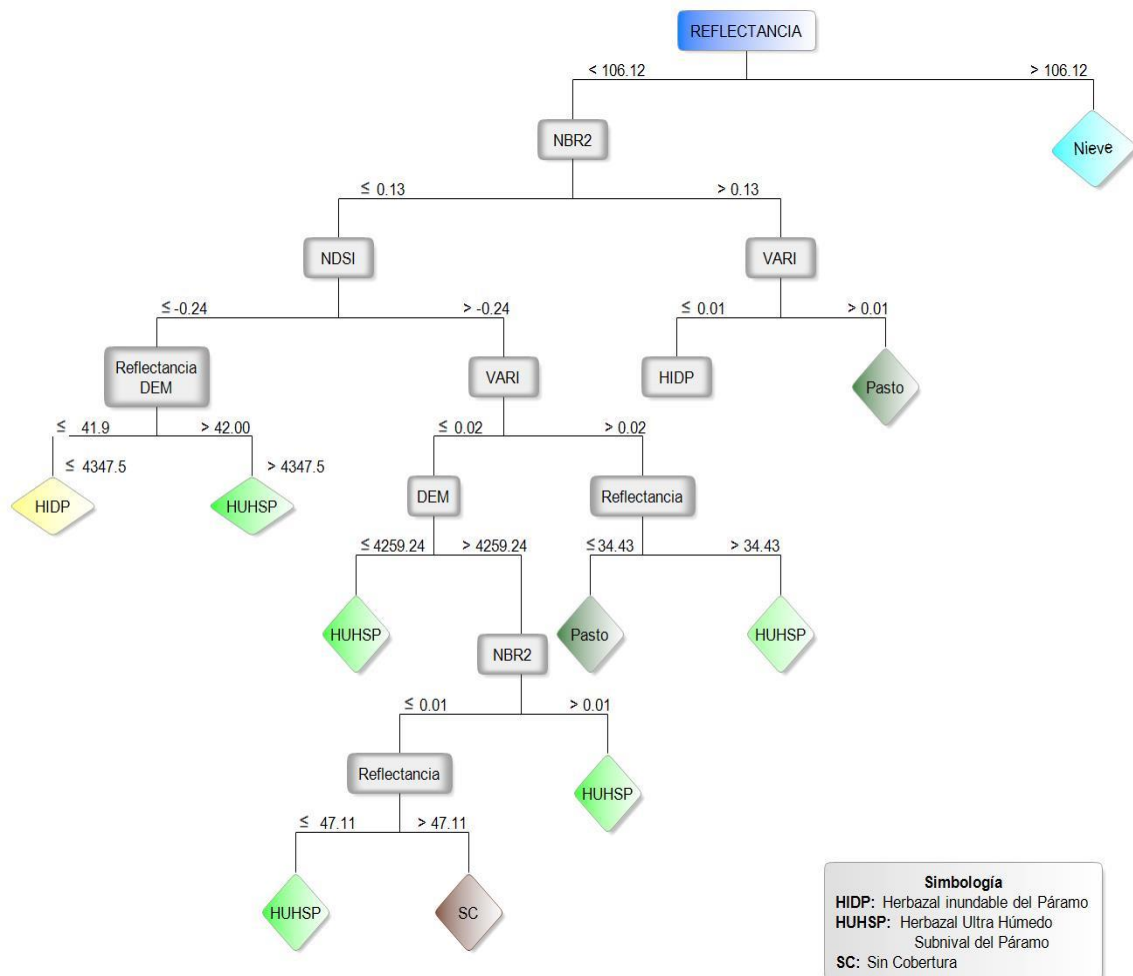 REFLECTANCIA
< 106.12
> 106.12
NBR2
Nieve
≤ 0.13
> 0.13
NDSI
VARI
≤ -0.24
> -0.24
≤ 0.01
> 0.01
Reflectancia
DEM
VARI
HIDP
Pasto
≤ 41.9
> 42.00
≤ 0.02
> 0.02
≤ 4347.5
> 4347.5
HIDP
HUHSP
DEM
Reflectancia
≤4259.24
> 4259.24
≤34.43
> 34.43
HUHSP
NBR2
Pasto
HUHSP
≤ 0.01
> 0.01
Reflectancia
HUHSP
≤ 47.11
> 47.11
HUHSP
SC
Simbología
HIDP: Herbazal inundable del Páramo
HUHSP: Herbazal Ultra Húmedo
Subnival del Páramo
SC: Sin Cobertura